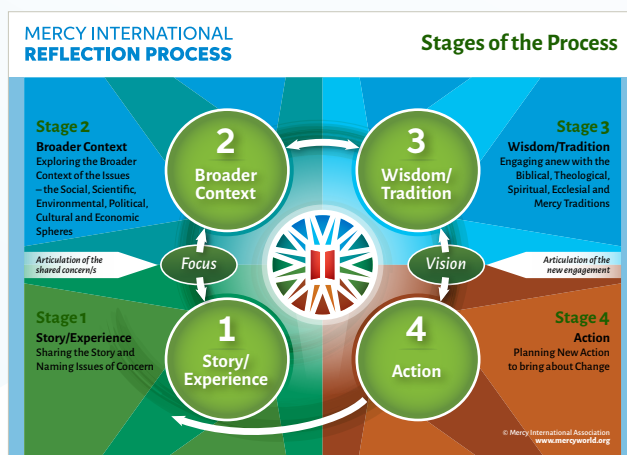 MERCY INTERNATIONAL
REFLECTION PROCESS
Stages of the Process
Stage 2
Broader Context
Exploring the Broader
Context of the Issues
– the Social, Scientific,
Environmental, Political,
Cultural and Economic
Spheres
2
Broader
Context
3
Wisdom/
Tradition
Stage 3
Wisdom/Tradition
Engaging anew with the
Biblical, Theological,
Spiritual, Ecclesial and
Mercy Traditions
Articulation of the
shared concern/s
Focus
Vision
Articulation of the
new engagement
Stage 1
Story/Experience
Sharing the Story and
Naming Issues of Concern
1
Story/
Experience
4
Action
Stage 4
Action
Planning New Action
to bring about Change
© Mercy International Association
www.mercyworld.org